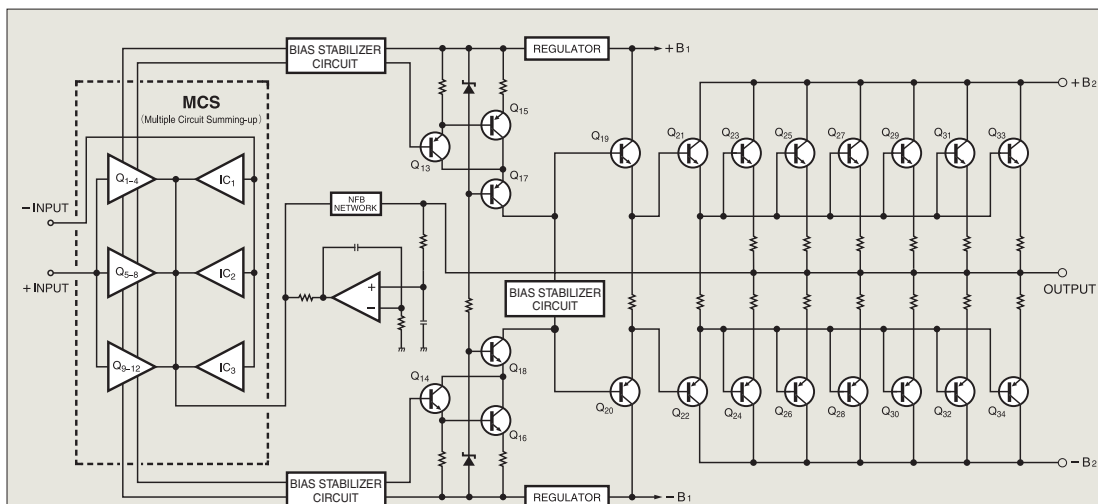 BIAS STABILIZER
CIRCUIT
REGULATOR
+B1
MCS
(Multiple Circuit Summing-up)
Q15
Q13
Q17
+B2
Q19
Q21
Q23
Q25
Q27
Q29
Q31
Q33
Q1–4
IC1
NFB
NETWORK
−INPUT
+INPUT
Q5–8
IC2
+
−
BIAS STABILIZER
CIRCUIT
OUTPUT
Q9–12
IC3
Q18
Q14
Q16
Q20
Q22
Q24
Q26
Q28
Q30
Q32
Q34
−B2
BIAS STABILIZER
CIRCUIT
REGULATOR
−B1